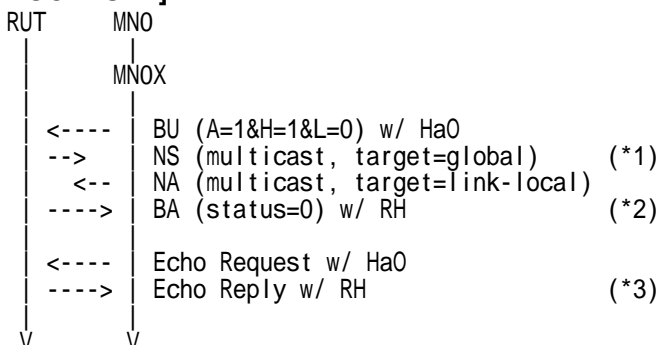 RUT MN0
MN0X
<---- BU (A=1&H=1&L=0) w/ HaO
--> NS (multicast, target=global) (*1)
<-- NA (multicast, target=link-local)
----> BA (status=0) w/ RH (*2)
<---- Echo Request w/ HaO
----> Echo Reply w/ RH (*3)
V V